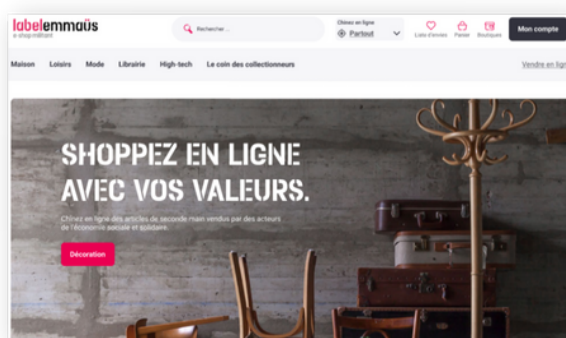 labelemmaüs
e-shop militant
Rechercher ...
Chinez en ligne
Partout
Liste d'envies
Panier
Boutiques
Mon compte
Maison
Loisirs
Mode
Librairie
High-tech
Le coin des collectionneurs
Vendre en lign
SHOPPEZ EN LIGNE
AVEC VOS VALEURS.
Chinez en ligne des articles de seconde main vendus par des acteurs
de l'économie sociale et solidaire.
Décoration